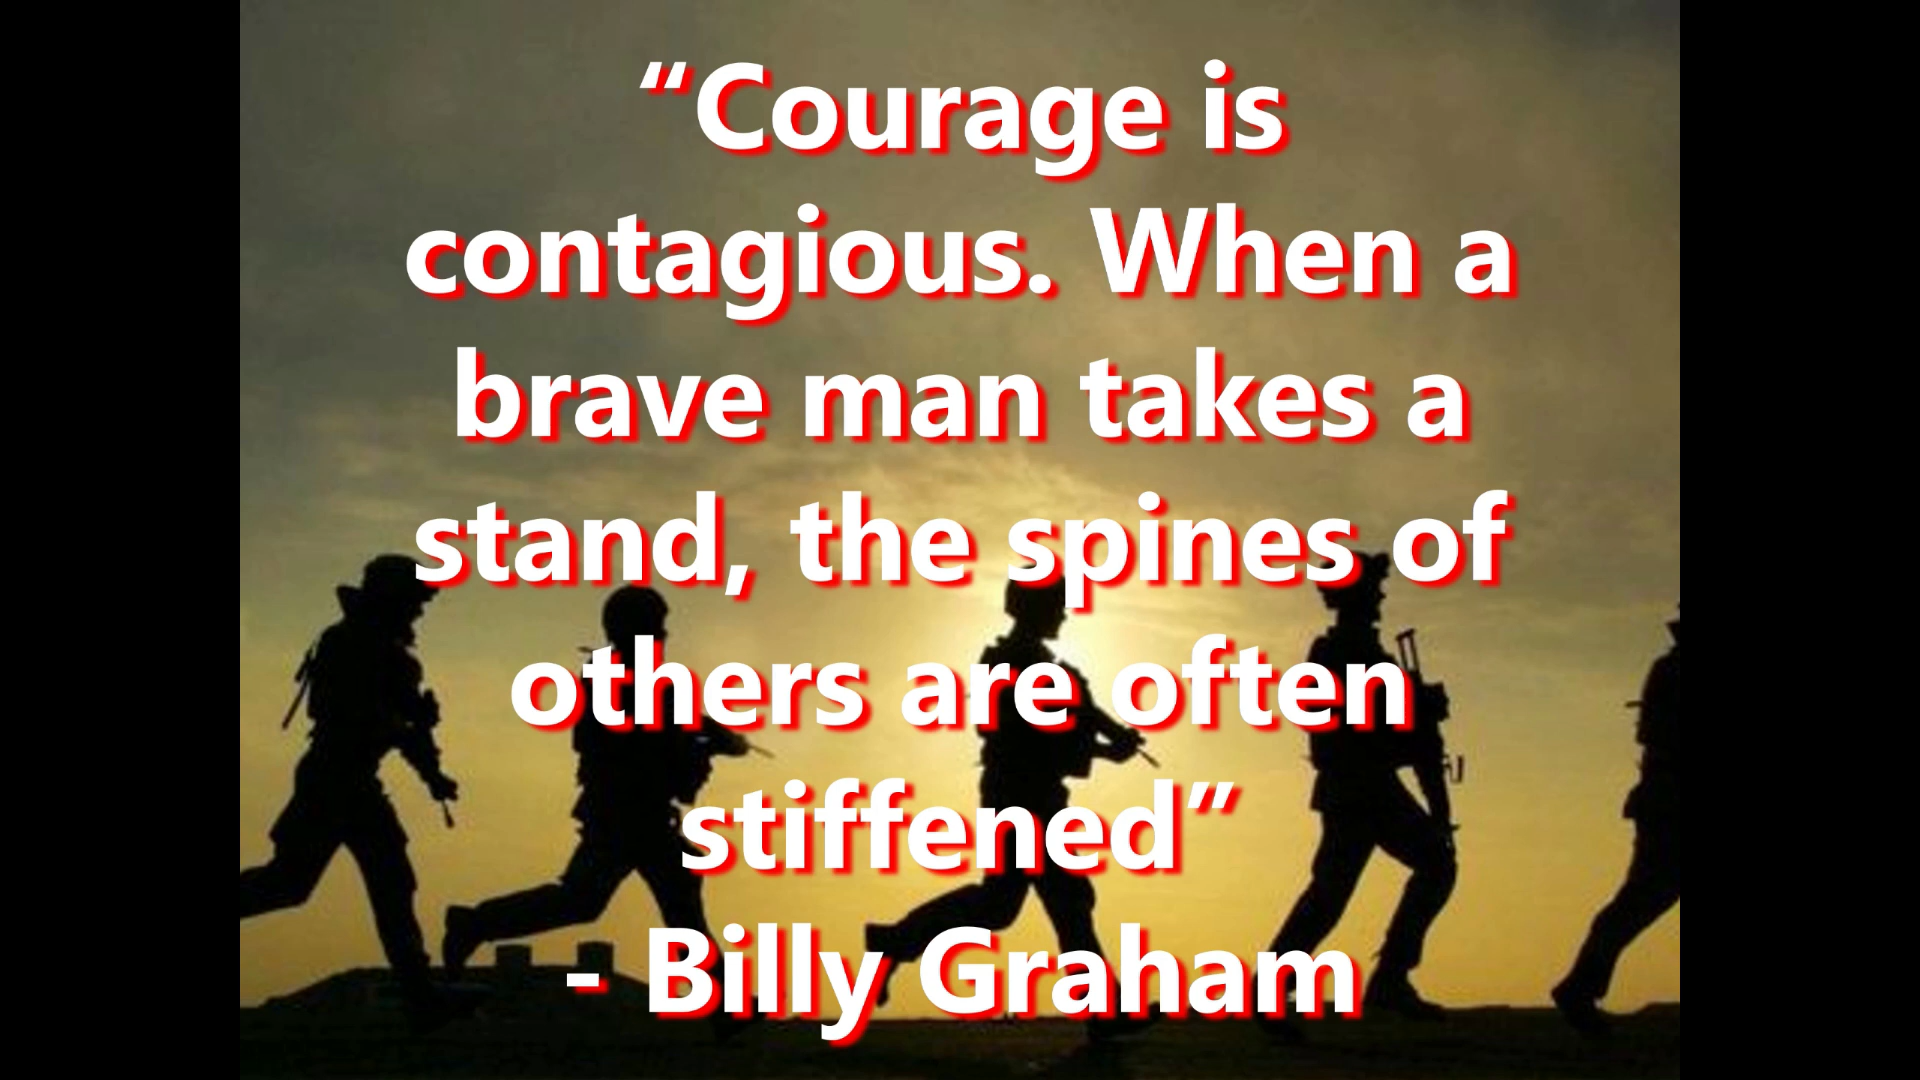 “Courage is
contagious. When a
brave man takes a
stand, the spines of
others are often
stiffened”
- Billy Graham